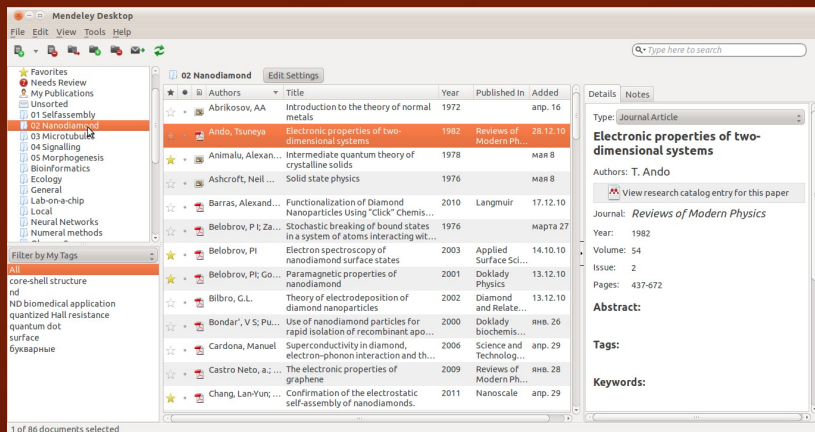 Mendeley Desktop
File Edit View Tools Help
Type here to search
Favorites
Needs Review
My Publications
Unsorted
01 Selfassembly
02 Nanodiamond
03 Microtubules
04 Signalling
05 Morphogenesis
Bioinformatics
Ecology
General
Lab-on-a-chip
Local
Neural Networks
Numeral methods
Filter by My Tags
All
core-shell structure
nd
ND biomedical application
quantized Hall resistance
quantum dot
surface
букварные
02 Nanodiamond Edit Settings
Authors Title Year Published In Added
Abrikosov, AA Introduction to the theory of normal 1972 апр. 16
metals
Ando, Tsuneya Electronic properties of two- 1982 Reviews of 28.12.10
dimensional systems Modern Ph...
Animalu, Alexan... Intermediate quantum theory of 1978 мая 8
crystalline solids
Ashcroft, Neil ... Solid state physics 1976 мая 8
Barras, Alexand... Functionalization of Diamond 2010 Langmuir 17.12.10
Nanoparticles Using "Click" Chemis...
Belobrov, P I; Za... Stochastic breaking of bound states 1976 марта 27
in a system of atoms interacting wit...
Belobrov, PI Electron spectroscopy of 2003 Applied 14.10.10
nanodiamond surface states Surface Sci...
Belobrov, PI; Go... Paramagnetic properties of 2001 Doklady 13.12.10
nanodiamond Physics
Bilbro, G.L. Theory of electrodeposition of 2002 Diamond 13.12.10
diamond nanoparticles and Relate...
Bondar', V S; Pu... Use of nanodiamond particles for 2000 Doklady янв. 26
rapid isolation of recombinant apo... biochemis...
Cardona, Manuel Superconductivity in diamond, 2006 Science and апр. 29
electron–phonon interaction and th... Technolog...
Castro Neto, a.; ... The electronic properties of 2009 Reviews of янв. 28
graphene Modern Ph...
Chang, Lan-Yun; ... Confirmation of the electrostatic 2011 Nanoscale апр. 29
self-assembly of nanodiamonds.
Details Notes
Type: Journal Article
Electronic properties of two-
dimensional systems
Authors: T. Ando
View research catalog entry for this paper
Journal: Reviews of Modern Physics
Year: 1982
Volume: 54
Issue: 2
Pages: 437-672
Abstract:
Tags:
Keywords:
1 of 86 documents selected